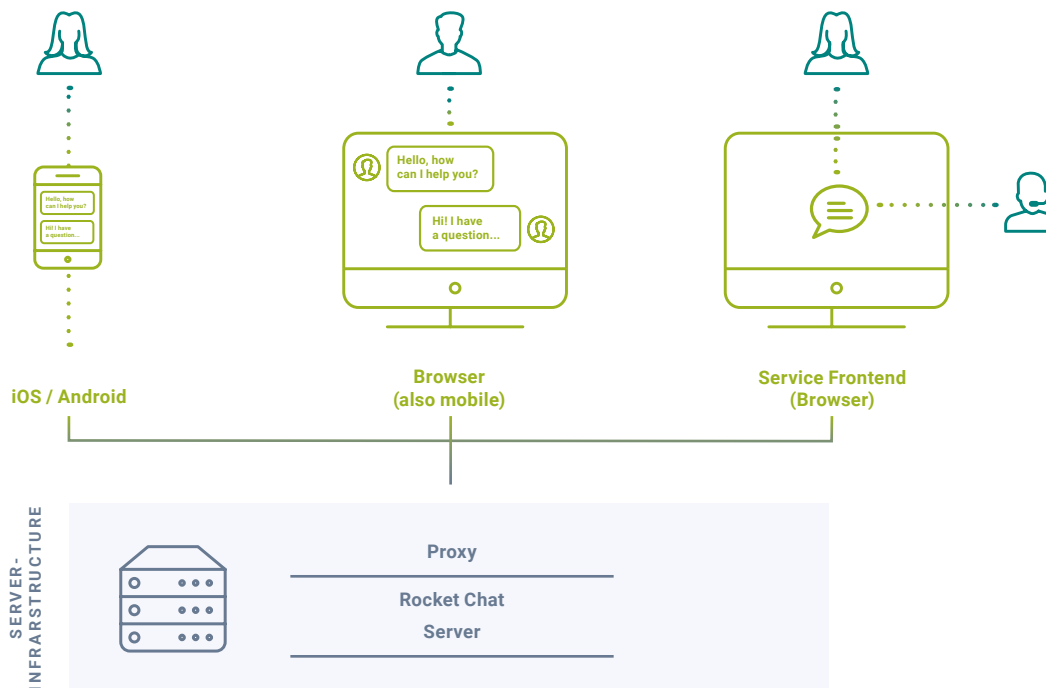 Hello, how
can I help you?
Hi! I have
a question...
Hello, how
can I help you?
Hi! I have
a question...
iOS / Android
Browser
(also mobile)
Service Frontend
(Browser)
SERVER-
INFRARSTRUCTURE
Proxy
Rocket Chat
Server